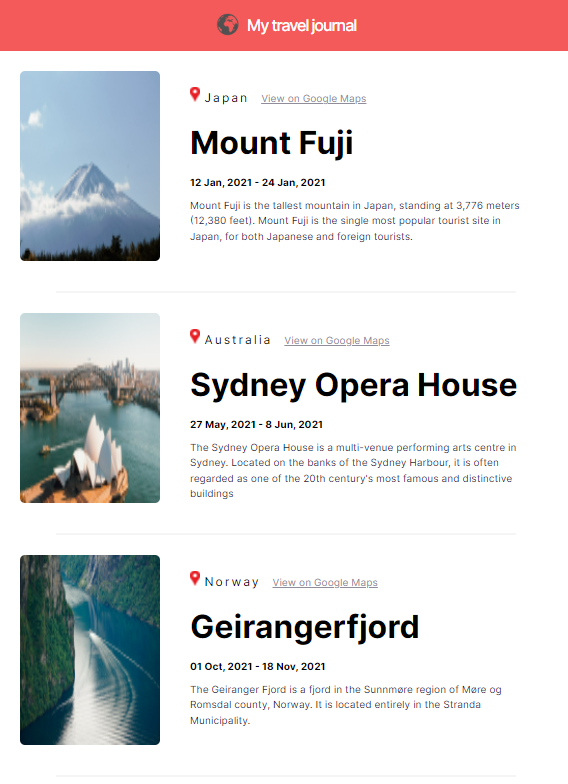 My travel journal
Japan View on Google Maps
Mount Fuji
12 Jan, 2021 - 24 Jan, 2021
Mount Fuji is the tallest mountain in Japan, standing at 3,776 meters
(12,380 feet). Mount Fuji is the single most popular tourist site in
Japan, for both Japanese and foreign tourists.
Australia View on Google Maps
Sydney Opera House
27 May, 2021 - 8 Jun, 2021
The Sydney Opera House is a multi-venue performing arts centre in
Sydney. Located on the banks of the Sydney Harbour, it is often
regarded as one of the 20th century's most famous and distinctive
buildings
Norway View on Google Maps
Geirangerfjord
01 Oct, 2021 - 18 Nov, 2021
The Geiranger Fjord is a fjord in the Sunnmøre region of Møre og
Romsdal county, Norway. It is located entirely in the Stranda
Municipality.